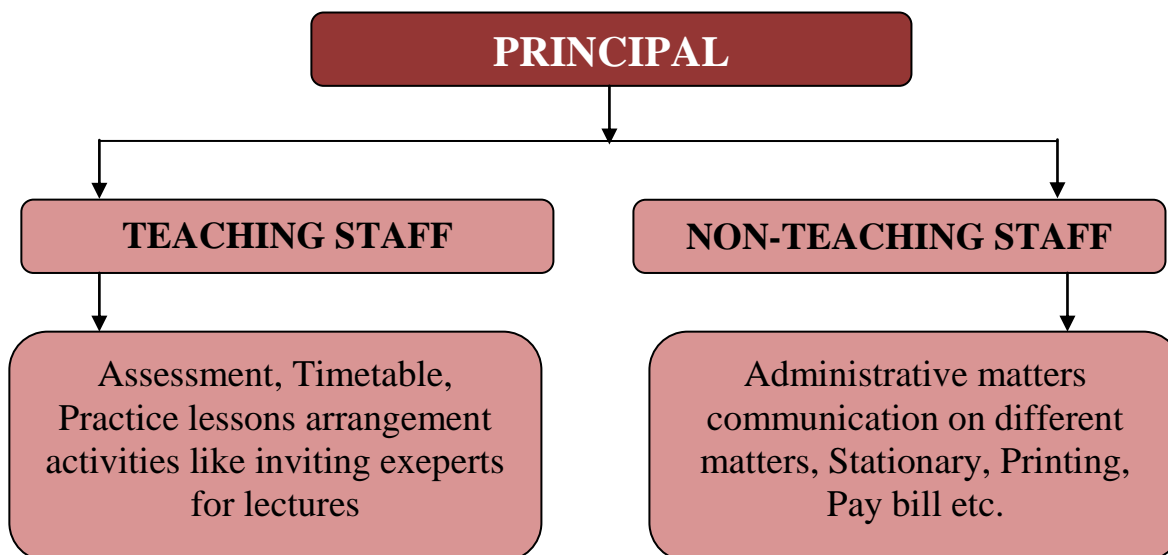 PRINCIPAL
TEACHING STAFF
NON-TEACHING STAFF
Assessment, Timetable,
Practice lessons arrangement
activities like inviting exeperts
for lectures
Administrative matters
communication on different
matters, Stationary, Printing,
Pay bill etc.